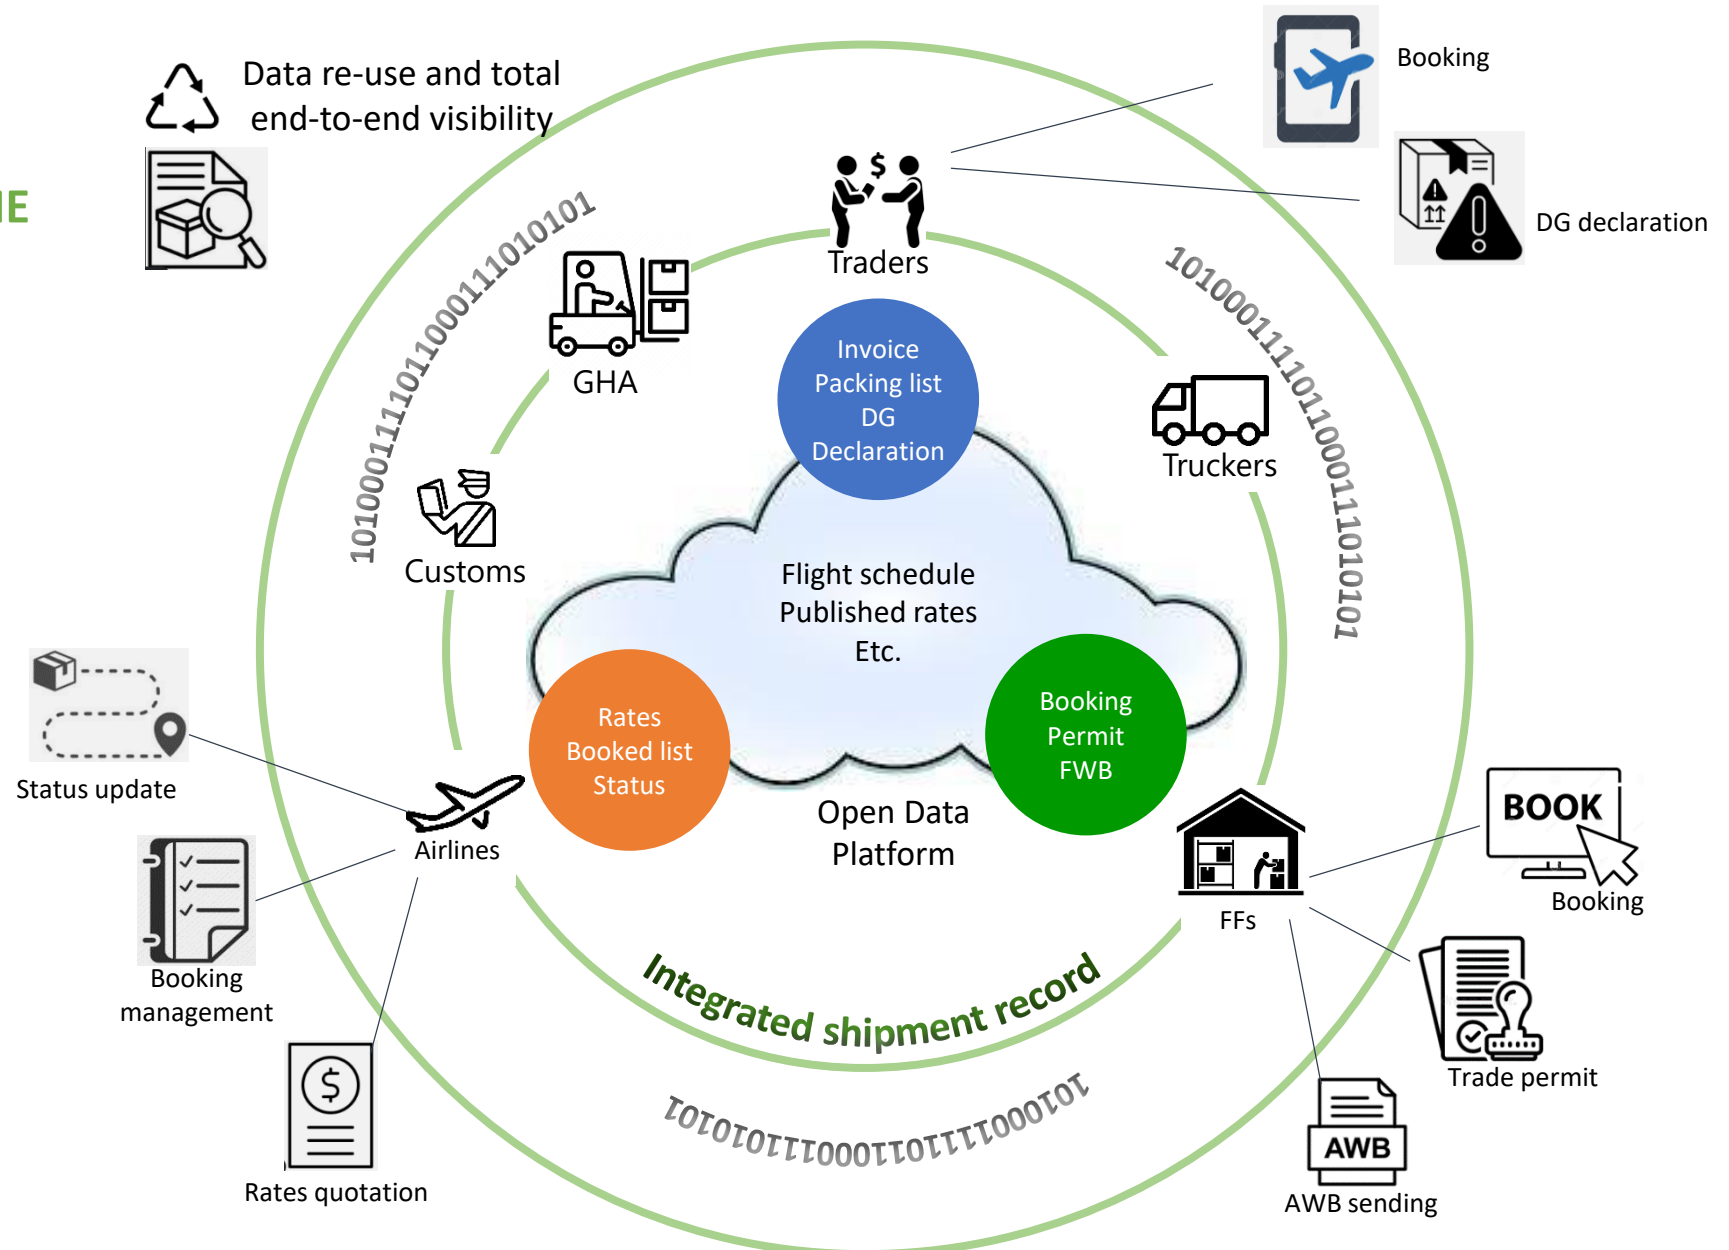 Data re-use and total
end-to-end visibility
IE
Booking
DG declaration
Traders
GHA
Truckers
Customs
Invoice
Packing list
DG
Declaration
Flight schedule
Published rates
Etc.
Rates
Booked list
Status
Booking
Permit
FWB
Open Data
Platform
Airlines
FFs
Status update
Booking
management
Rates quotation
BOOK
Booking
Trade permit
AWB
AWB sending
Integrated shipment record